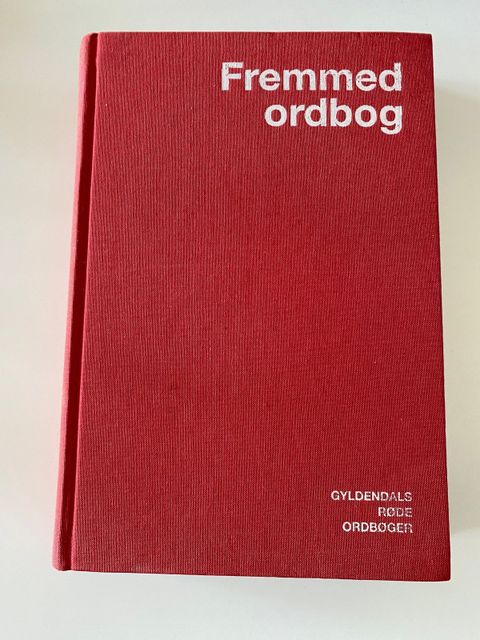 Fremmed
ordbog
GYLDENDALS
RØDE
ORDBØGER